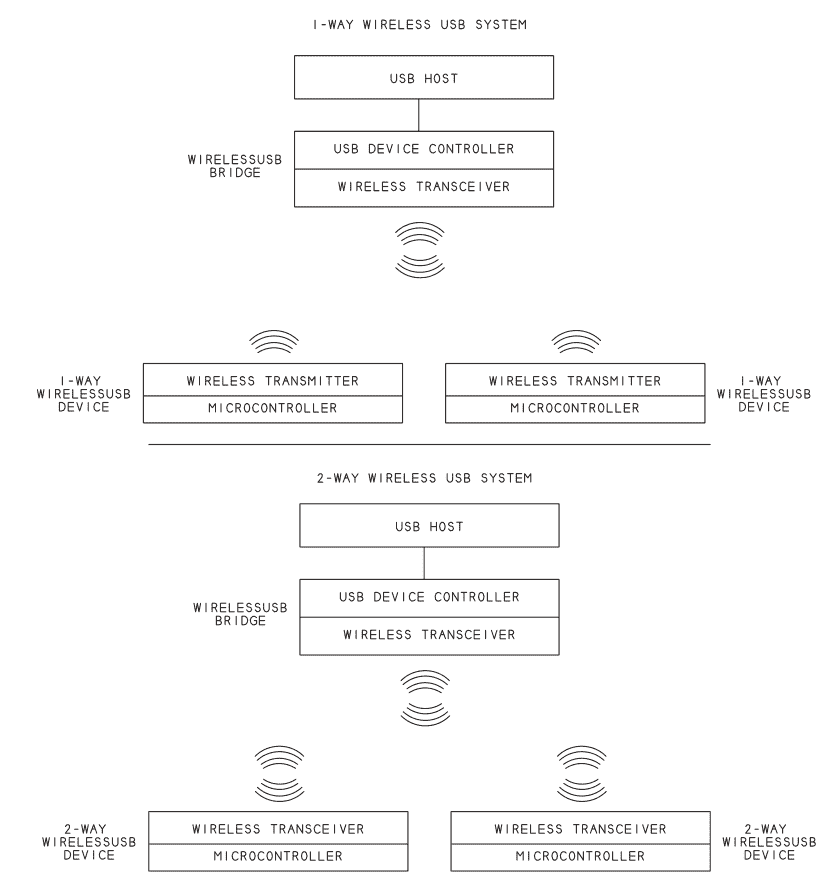 1-WAY WIRELESS USB SYSTEM
USB HOST
WIRELESSUSB
BRIDGE
USB DEVICE CONTROLLER
WIRELESS TRANSCEIVER
1-WAY
WIRELESSUSB
DEVICE
WIRELESS TRANSMITTER
MICROCONTROLLER
WIRELESS TRANSMITTER
MICROCONTROLLER
1-WAY
WIRELESSUSB
DEVICE
2-WAY WIRELESS USB SYSTEM
USB HOST
WIRELESSUSB
BRIDGE
USB DEVICE CONTROLLER
WIRELESS TRANSCEIVER
2-WAY
WIRELESSUSB
DEVICE
WIRELESS TRANSCEIVER
MICROCONTROLLER
WIRELESS TRANSCEIVER
MICROCONTROLLER
2-WAY
WIRELESSUSB
DEVICE